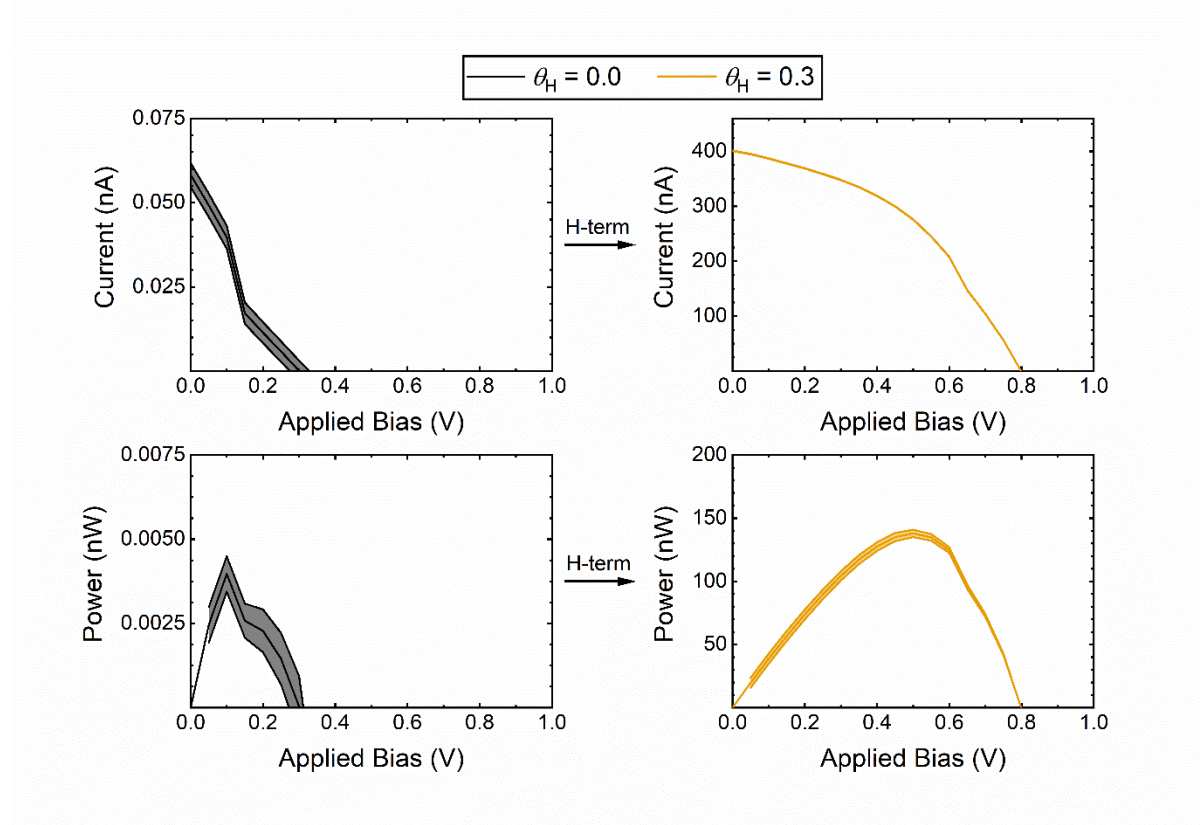 θH = 0.0 θH = 0.3
0.075
0.050
0.025
Current (nA)
0.0 0.2 0.4 0.6 0.8 1.0
Applied Bias (V)
H-term
400
300
200
100
Current (nA)
0.0 0.2 0.4 0.6 0.8 1.0
Applied Bias (V)
0.0075
0.0050
0.0025
Power (nW)
0.0 0.2 0.4 0.6 0.8 1.0
Applied Bias (V)
H-term
200
150
100
50
Power (nW)
0.0 0.2 0.4 0.6 0.8 1.0
Applied Bias (V)